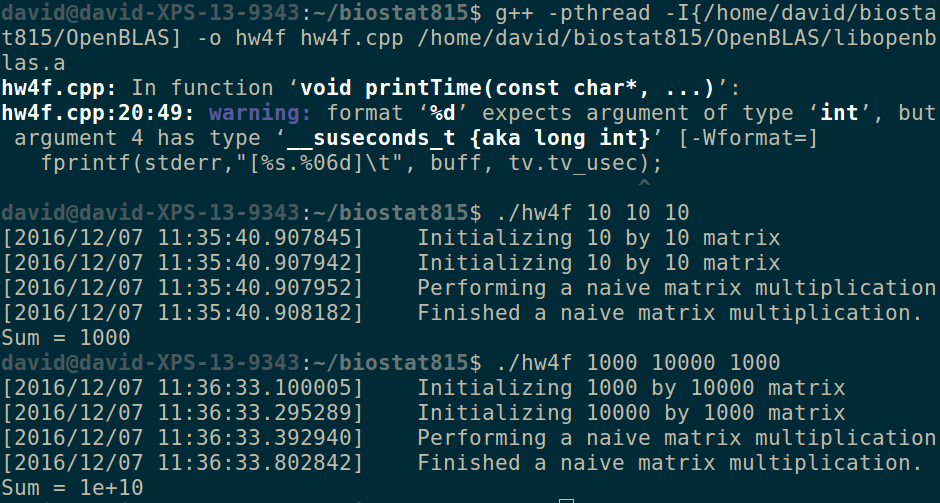 david@david-XPS-13-9343:~/biostat815$ g++ -pthread -I{/home/david/biosta
t815/OpenBLAS] -o hw4f hw4f.cpp /home/david/biostat815/OpenBLAS/libopenb
las.a
hw4f.cpp: In function ‘void printTime(const char*, ...)’:
hw4f.cpp:20:49: warning: format ‘%d’ expects argument of type ‘int’, but
 argument 4 has type ‘__suseconds_t {aka long int}’ [-Wformat=]
   fprintf(stderr,"[%s.%06d]\t", buff, tv.tv_usec);
                                                 ^
david@david-XPS-13-9343:~/biostat815$ ./hw4f 10 10 10
[2016/12/07 11:35:40.907845]    Initializing 10 by 10 matrix
[2016/12/07 11:35:40.907942]    Initializing 10 by 10 matrix
[2016/12/07 11:35:40.907952]    Performing a naive matrix multiplication
[2016/12/07 11:35:40.908182]    Finished a naive matrix multiplication.
Sum = 1000
david@david-XPS-13-9343:~/biostat815$ ./hw4f 1000 10000 1000
[2016/12/07 11:36:33.100005]    Initializing 1000 by 10000 matrix
[2016/12/07 11:36:33.295289]    Initializing 10000 by 1000 matrix
[2016/12/07 11:36:33.392940]    Performing a naive matrix multiplication
[2016/12/07 11:36:33.802842]    Finished a naive matrix multiplication.
Sum = 1e+10